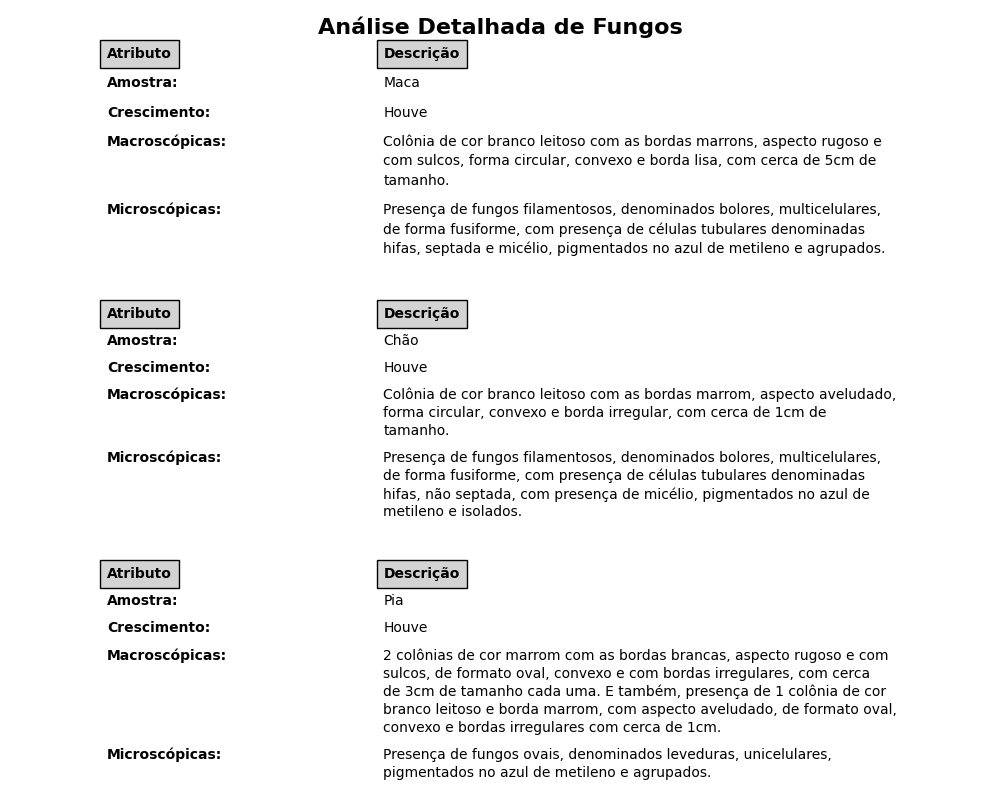 Análise Detalhada de Fungos
Atributo Descrição
Amostra: Maca
Crescimento: Houve
Macroscópicas: Colônia de cor branco leitoso com as bordas marrons, aspecto rugoso e
com sulcos, forma circular, convexo e borda lisa, com cerca de 5cm de
tamanho.
Microscópicas: Presença de fungos filamentosos, denominados bolores, multicelulares,
de forma fusiforme, com presença de células tubulares denominadas
hifas, septada e micélio, pigmentados no azul de metileno e agrupados.
Atributo Descrição
Amostra: Chão
Crescimento: Houve
Macroscópicas: Colônia de cor branco leitoso com as bordas marrom, aspecto aveludado,
forma circular, convexo e borda irregular, com cerca de 1cm de
tamanho.
Microscópicas: Presença de fungos filamentosos, denominados bolores, multicelulares,
de forma fusiforme, com presença de células tubulares denominadas
hifas, não septada, com presença de micélio, pigmentados no azul de
metileno e isolados.
Atributo Descrição
Amostra: Pia
Crescimento: Houve
Macroscópicas: 2 colônias de cor marrom com as bordas brancas, aspecto rugoso e com
sulcos, de formato oval, convexo e com bordas irregulares, com cerca
de 3cm de tamanho cada uma. E também, presença de 1 colônia de cor
branco leitoso e borda marrom, com aspecto aveludado, de formato oval,
convexo e bordas irregulares com cerca de 1cm.
Microscópicas: Presença de fungos ovais, denominados leveduras, unicelulares,
pigmentados no azul de metileno e agrupados.